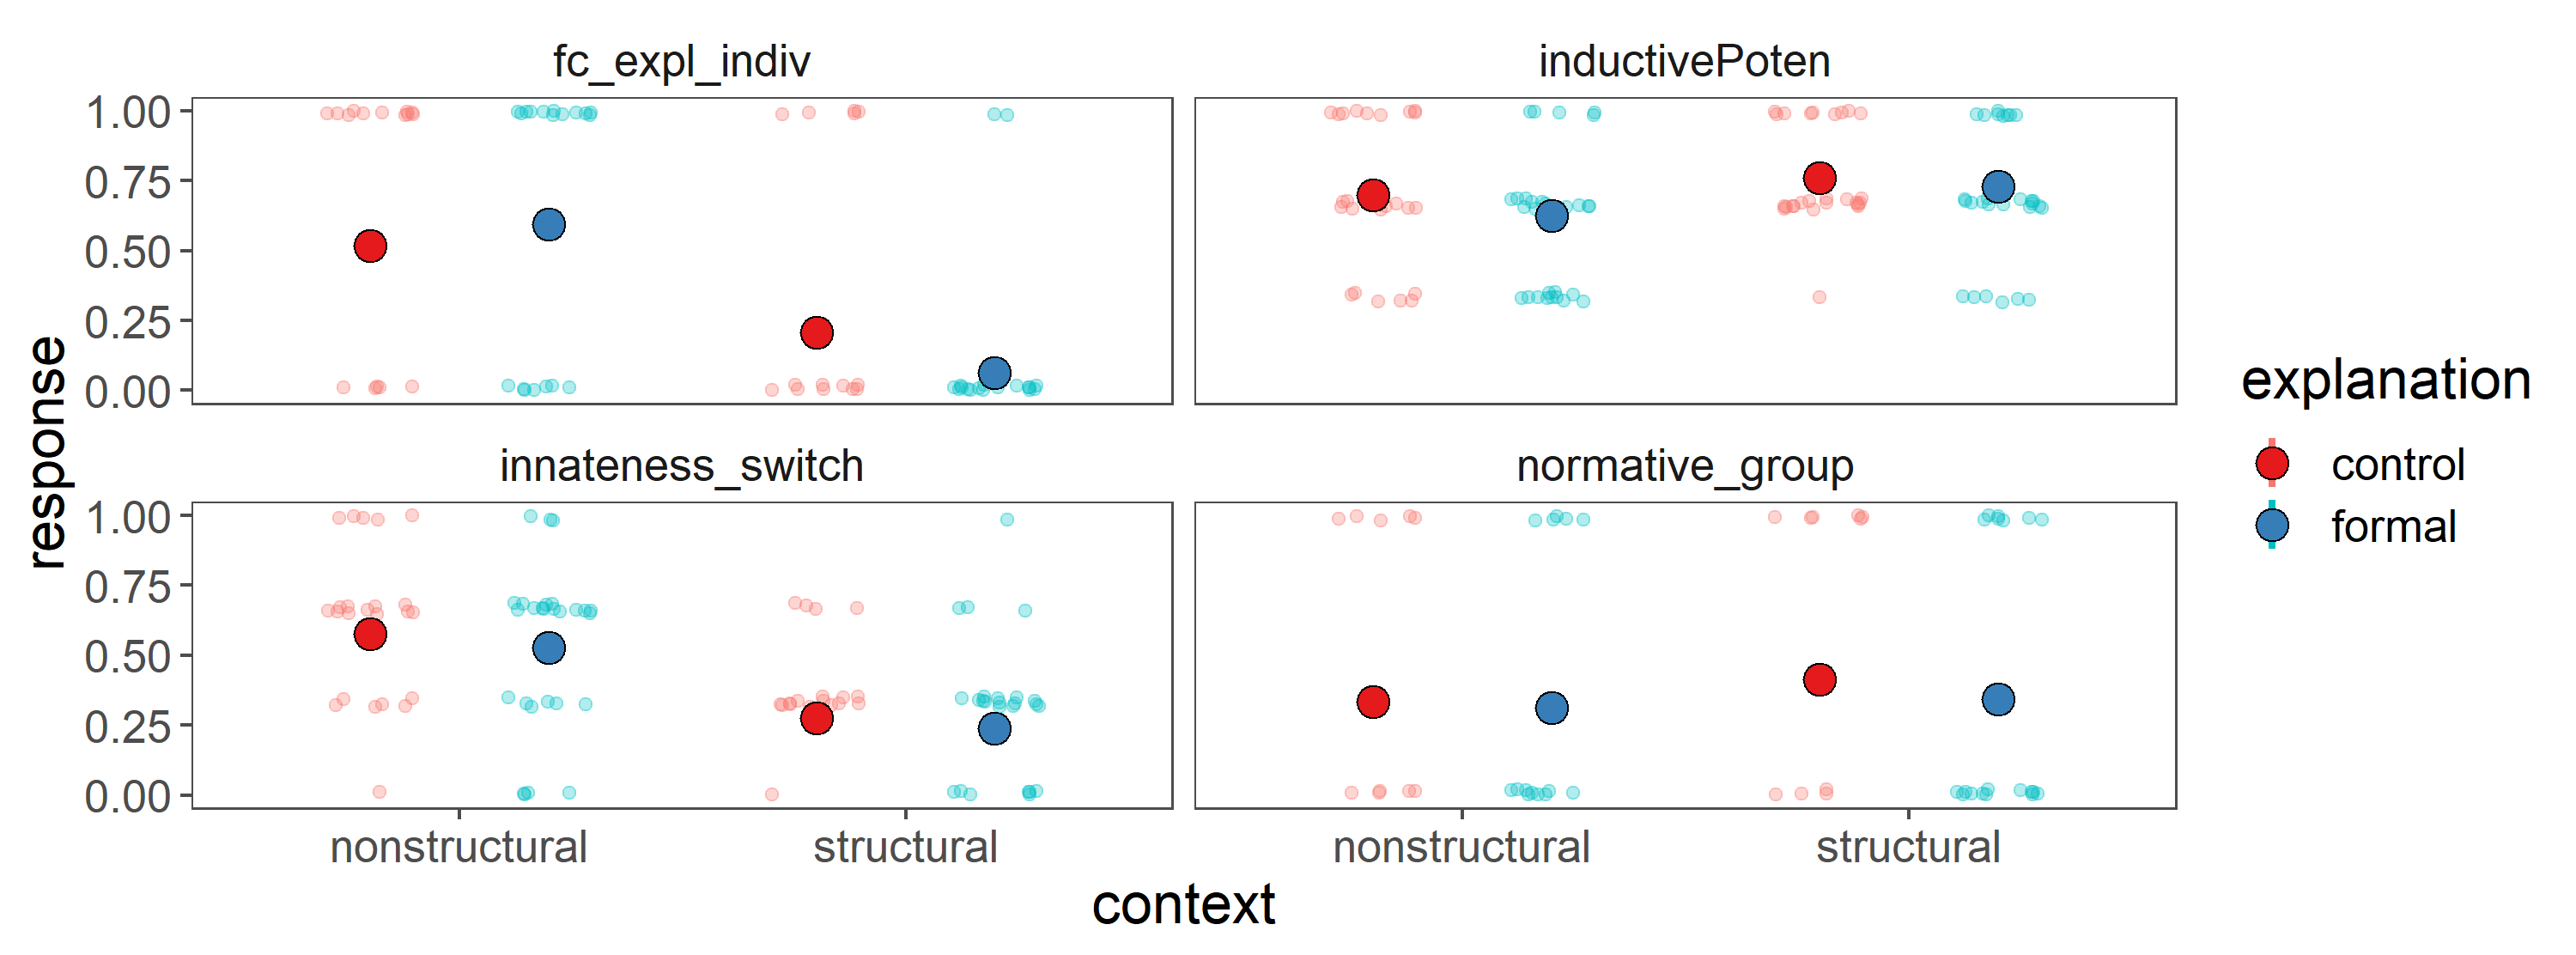 fc_expl_indiv
inductivePoten
1.00
0.75
0.50
0.25
0.00
innateness_switch
normative_group
1.00
0.75
0.50
0.25
0.00
response
nonstructural
structural
nonstructural
structural
context
explanation
control
formal